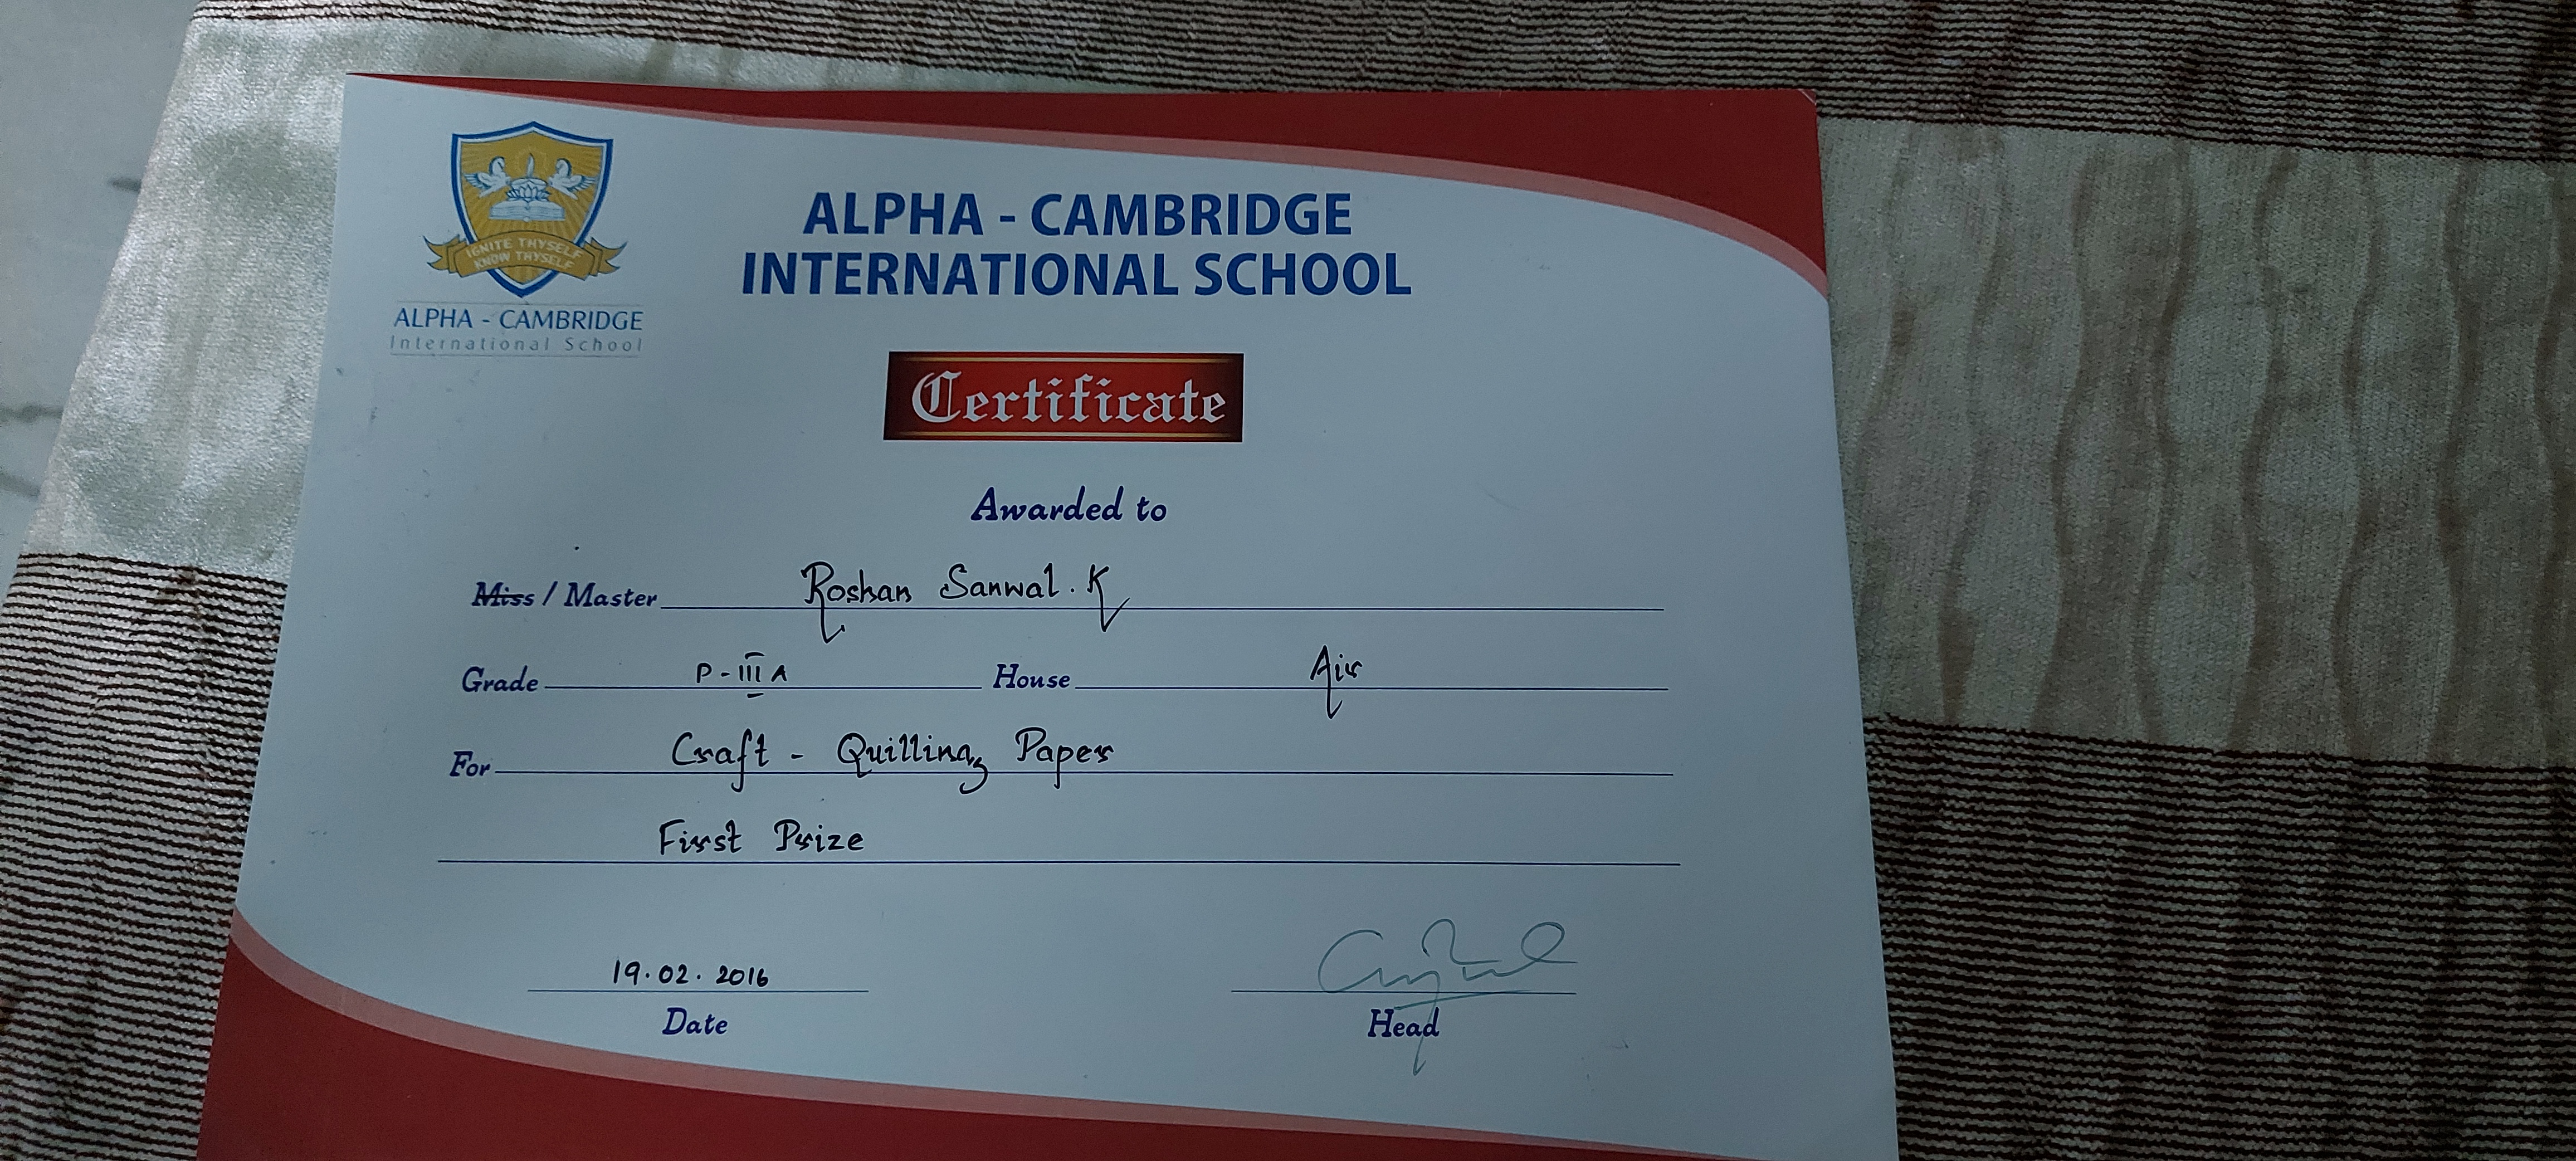 IGNITE THYSELF
KNOW THYSELF
ALPHA - CAMBRIDGE
International School
ALPHA - CAMBRIDGE
INTERNATIONAL SCHOOL
Certificate
Awarded to
Miss / Master Roshan Sanwal. K
Grade P - III A House Air
For Craft - Quilling Paper
First Prize
19.02.2016
Date
Head